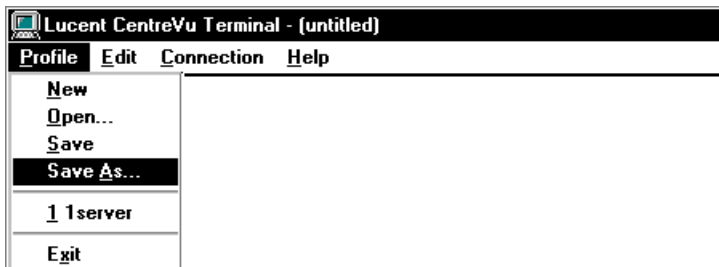 Lucent CentreVu Terminal - (untitled)
Profile Edit Connection Help
New
Open...
Save
Save As...
1 1server
Exit